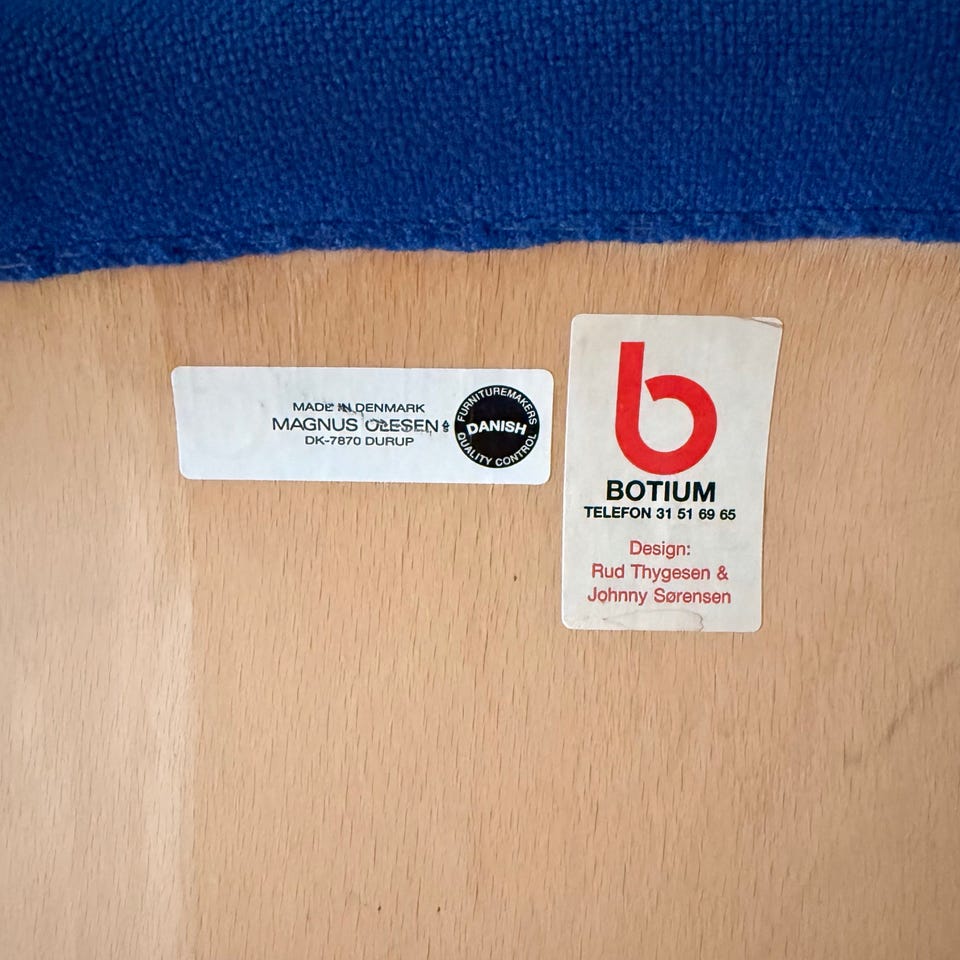 MADE IN DENMARK
MAGNUS OLESEN A/S
DK-7870 DURUP
FURNITUREMAKERS
DANISH
QUALITY CONTROL
b
BOTIUM
TELEFON 31 51 69 65
Design:
Rud Thygesen &
Johnny Sørensen